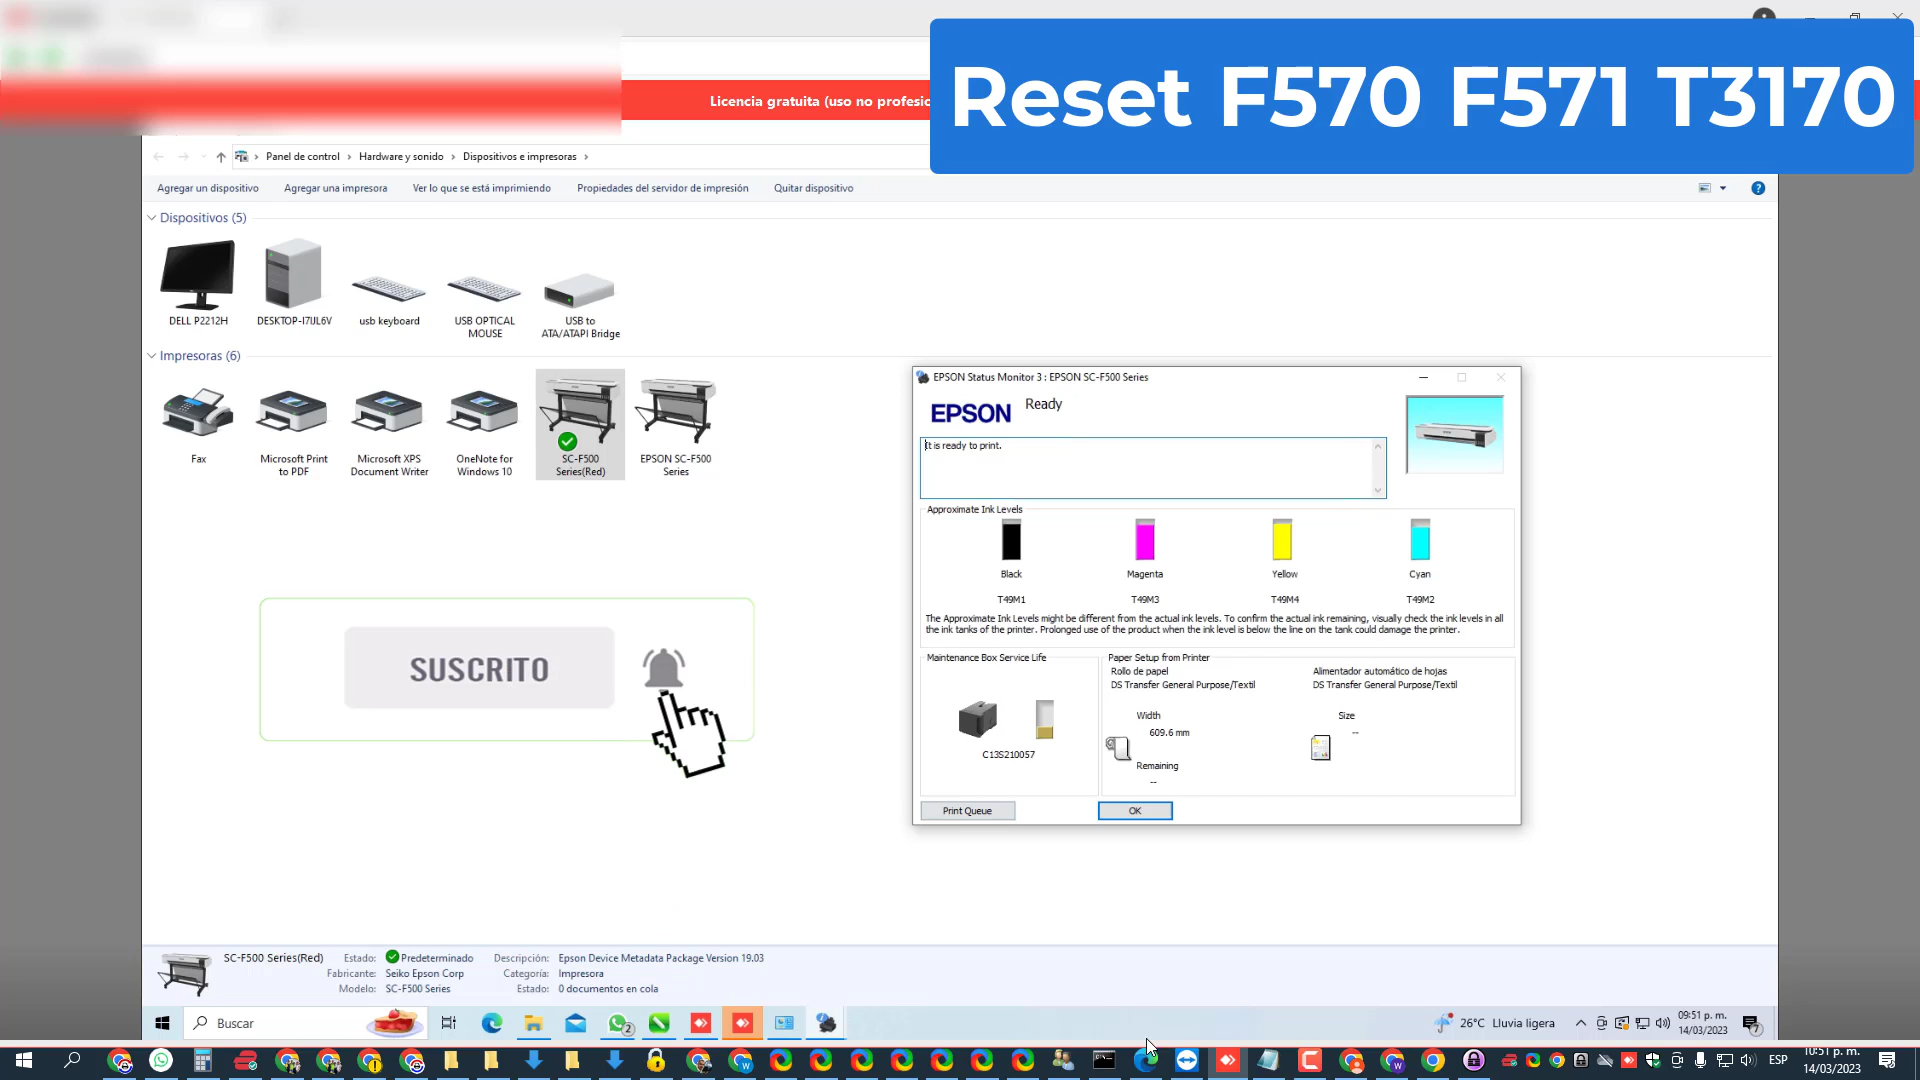 Reset F570 F571 T3170
Licencia gratuita (uso no profesio
Panel de control
Hardware y sonido
Dispositivos e impresoras
Agregar un dispositivo
Agregar una impresora
Ver lo que se está imprimiendo
Propiedades del servidor de impresión
Quitar dispositivo
Dispositivos (5)
DELL P2212H
DESKTOP-I7IJL6V
usb keyboard
USB OPTICAL
MOUSE
USB to
ATA/ATAPI Bridge
Impresoras (6)
Fax
Microsoft Print
to PDF
Microsoft XPS
Document Writer
OneNote for
Windows 10
SC-F500
Series(Red)
EPSON SC-F500
Series
EPSON Status Monitor 3 : EPSON SC-F500 Series
EPSON
Ready
It is ready to print.
Approximate Ink Levels
Black
Magenta
Yellow
Cyan
T49M1
T49M3
T49M4
T49M2
The Approximate Ink Levels might be different from the actual ink levels. To confirm the actual ink remaining, visually check the ink levels in all
the ink tanks of the printer. Prolonged use of the product when the ink level is below the line on the tank could damage the printer.
Maintenance Box Service Life
C13S210057
Paper Setup from Printer
Rollo de papel
DS Transfer General Purpose/Textil
Width
609.6 mm
Remaining
--
Alimentador automático de hojas
DS Transfer General Purpose/Textil
Size
--
Print Queue
OK
SUSCRITO
SC-F500 Series(Red)
Estado: Predeterminado
Fabricante: Seiko Epson Corp
Modelo: SC-F500 Series
Descripción: Epson Device Metadata Package Version 19.03
Categoría: Impresora
Estado: 0 documentos en cola
Buscar
26°C Lluvia ligera
09:51 p. m.
14/03/2023
ESP
10:51 p. m.
14/03/2023